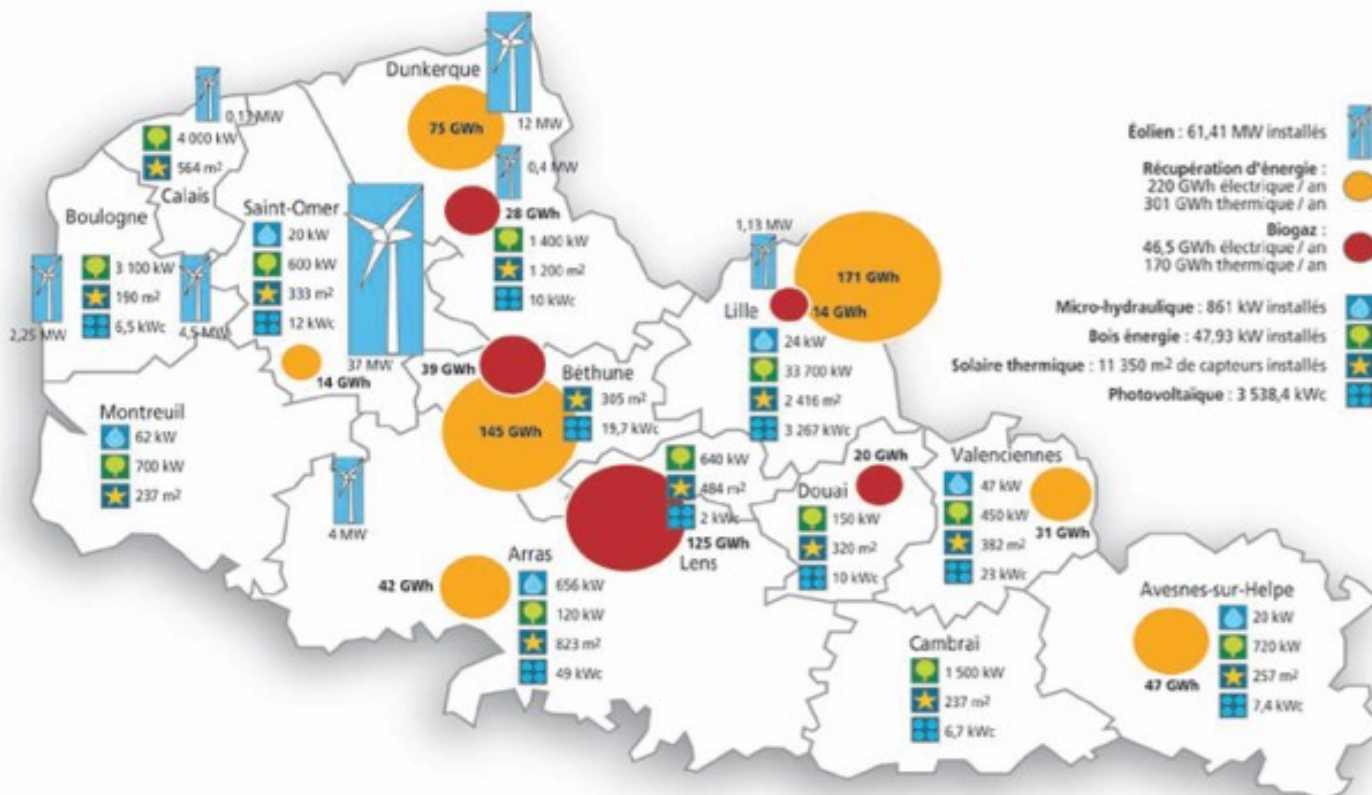 Dunkerque
75 GWh
12 MW
0,4 MW
28 GWh
1 400 kW
1 200 m²
10 kWc
0,13 MW
4 000 kW
564 m²
Calais
Boulogne
3 100 kW
190 m²
6,5 kWc
2,25 MW
4,5 MW
Saint-Omer
20 kW
600 kW
333 m²
12 kWc
14 GWh
37 MW
39 GWh
Béthune
305 m²
19,7 kWc
145 GWh
1,13 MW
171 GWh
Lille
14 GWh
24 kW
33 700 kW
2 416 m²
3 267 kWc
Montreuil
62 kW
700 kW
237 m²
4 MW
42 GWh
Arras
656 kW
120 kW
823 m²
49 kWc
640 kW
484 m²
2 kWc
125 GWh
Lens
20 GWh
Douai
150 kW
320 m²
10 kWc
Valenciennes
47 kW
450 kW
382 m²
23 kWc
31 GWh
Cambrai
1 500 kW
237 m²
6,7 kWc
Avesnes-sur-Helpe
20 kW
720 kW
257 m²
7,4 kWc
47 GWh
Éolien : 61,41 MW installés
Récupération d'énergie :
220 GWh électrique / an
301 GWh thermique / an
Biogaz :
46,5 GWh électrique / an
170 GWh thermique / an
Micro-hydraulique : 861 kW installés
Bois énergie : 47,93 kW installés
Solaire thermique : 11 350 m² de capteurs installés
Photovoltaïque : 3 538,4 kWc